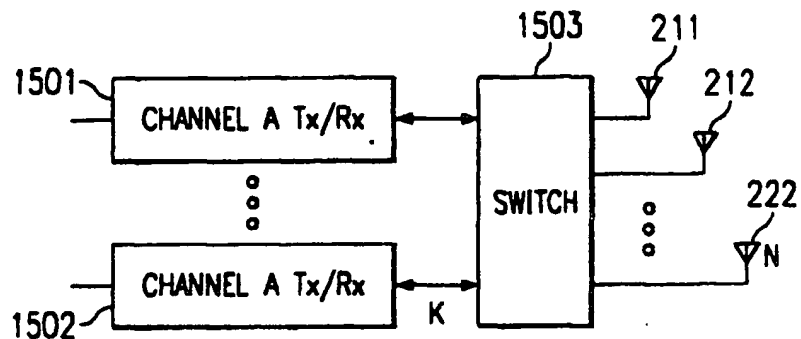 1503
211
1501
212
CHANNEL A Tx/Rx
SWITCH
222
N
CHANNEL A Tx/Rx
K
1502